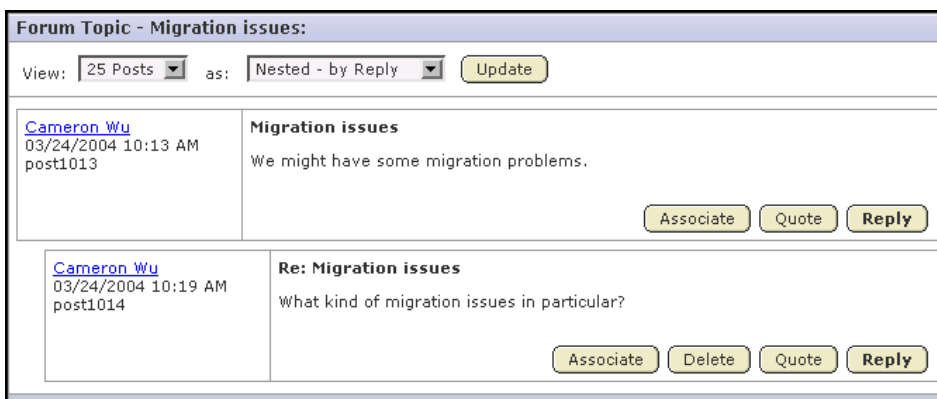 Forum Topic - Migration issues:
View: 25 Posts as: Nested - by Reply Update
Cameron Wu
03/24/2004 10:13 AM
post1013
Migration issues
We might have some migration problems.
Associate Quote Reply
Cameron Wu
03/24/2004 10:19 AM
post1014
Re: Migration issues
What kind of migration issues in particular?
Associate Delete Quote Reply